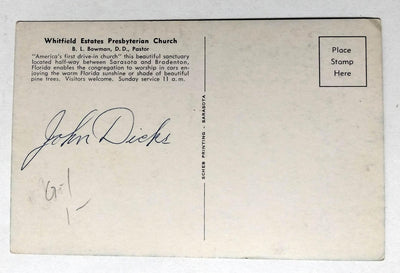 Whitfield Estates Presbyterian Church
B. L. Bowman, D. D., Pastor
"America's first drive-in church" this beautiful sanctuary
located half-way between Sarasota and Bradenton,
Florida enables the congregation to worship in cars en-
joying the warm Florida sunshine or shade of beautiful
pine trees. Visitors welcome. Sunday service 11 a.m.
John Dicks
SCHEB PRINTING - SARASOTA
Place
Stamp
Here